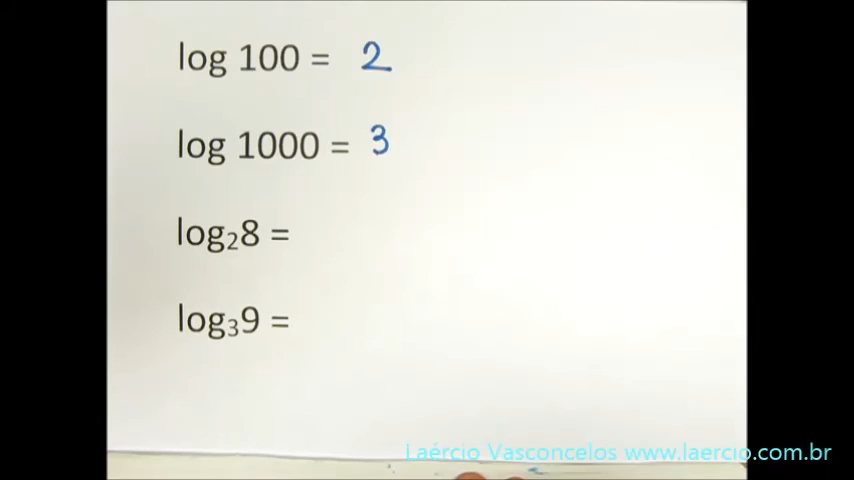 log 100 = 2
log 1000 = 3
log₂8 =
log₃9 =
Laércio Vasconcelos www.laercio.com.br